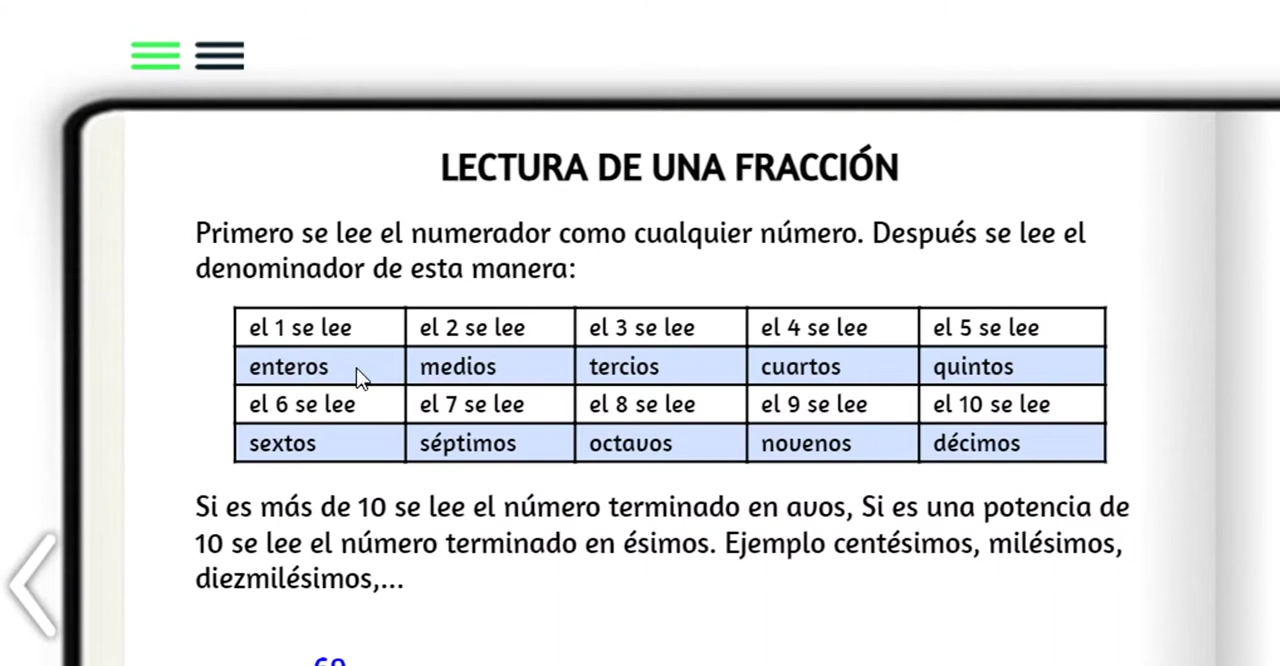 LECTURA DE UNA FRACCIÓN
Primero se lee el numerador como cualquier número. Después se lee el
denominador de esta manera:
el 1 se lee el 2 se lee el 3 se lee el 4 se lee el 5 se lee
enteros medios tercios cuartos quintos
el 6 se lee el 7 se lee el 8 se lee el 9 se lee el 10 se lee
sextos séptimos octavos novenos décimos
Si es más de 10 se lee el número terminado en avos, Si es una potencia de
10 se lee el número terminado en ésimos. Ejemplo centésimos, milésimos,
diezmilésimos,...